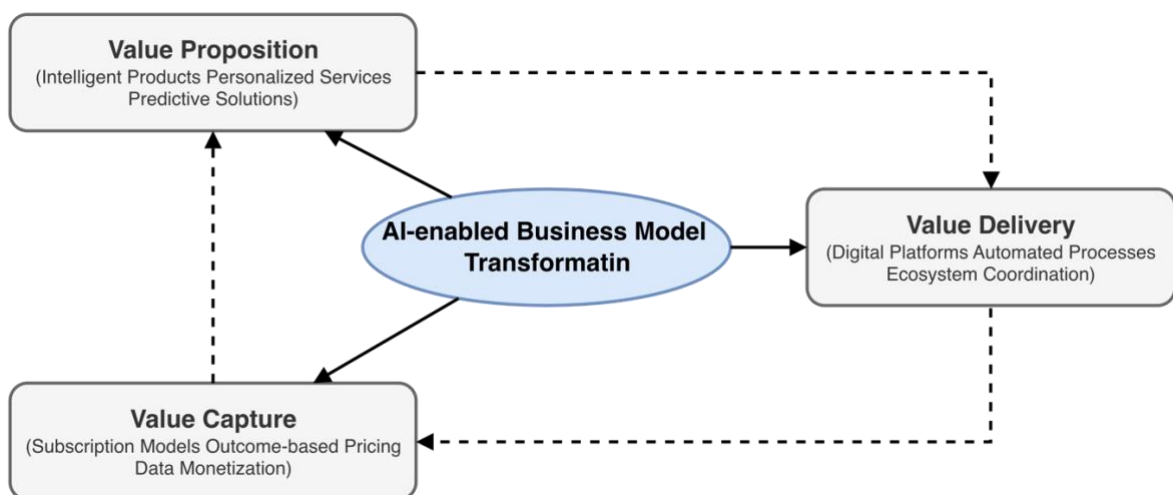 Value Proposition
(Intelligent Products Personalized Services
Predictive Solutions)
AI-enabled Business Model
Transformatin
Value Delivery
(Digital Platforms Automated Processes
Ecosystem Coordination)
Value Capture
(Subscription Models Outcome-based Pricing
Data Monetization)